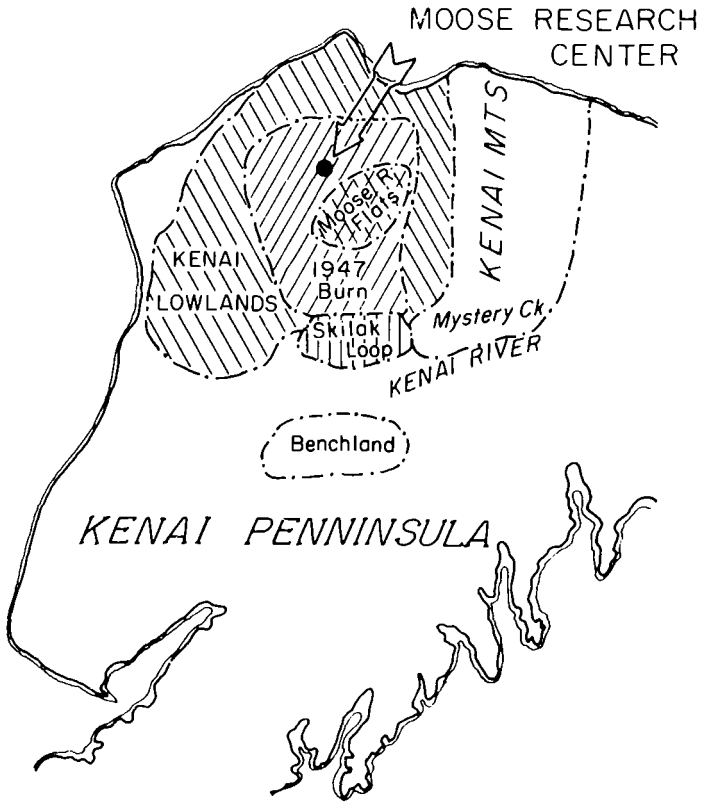 MOOSE RESEARCH
CENTER
KENAI MTS
Moose R.
Flats
KENAI
LOWLANDS
1947
Burn
Skilak
Loop
Mystery Ck.
KENAI RIVER
Benchland
KENAI PENNINSULA